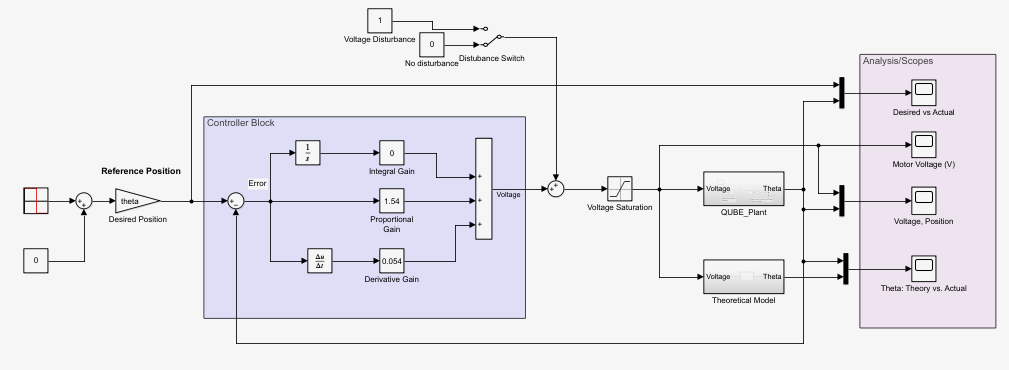 1
Voltage Disturbance
0
No disturbance
Distubance Switch
Analysis/Scopes
Desired vs Actual
Controller Block
1
s
0
Integral Gain
Motor Voltage (V)
Reference Position
Error
theta
Desired Position
1.54
Proportional
Gain
Voltage
Voltage Saturation
Voltage Theta
QUBE_Plant
Voltage, Position
0
Δu
Δt
0.054
Derivative Gain
Voltage Theta
Theoretical Model
Theta: Theory vs. Actual